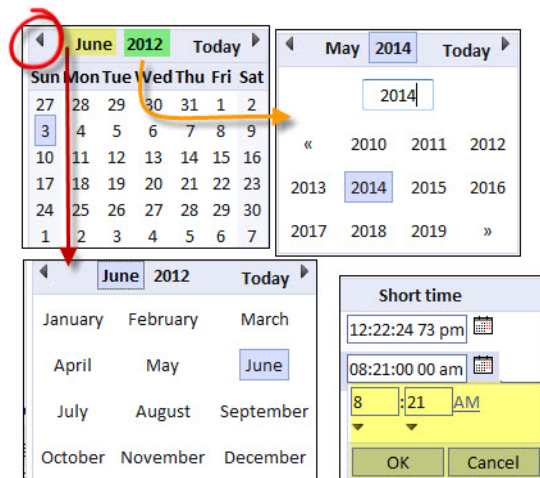 June 2012 Today
Sun Mon Tue Wed Thu Fri Sat
27 28 29 30 31 1 2
3 4 5 6 7 8 9
10 11 12 13 14 15 16
17 18 19 20 21 22 23
24 25 26 27 28 29 30
1 2 3 4 5 6 7
May 2014 Today
2014
« 2010 2011 2012
2013 2014 2015 2016
2017 2018 2019 »
June 2012 Today
January February March
April May June
July August September
October November December
Short time
12:22:24 73 pm
08:21:00 00 am
8 :21 AM
OK Cancel